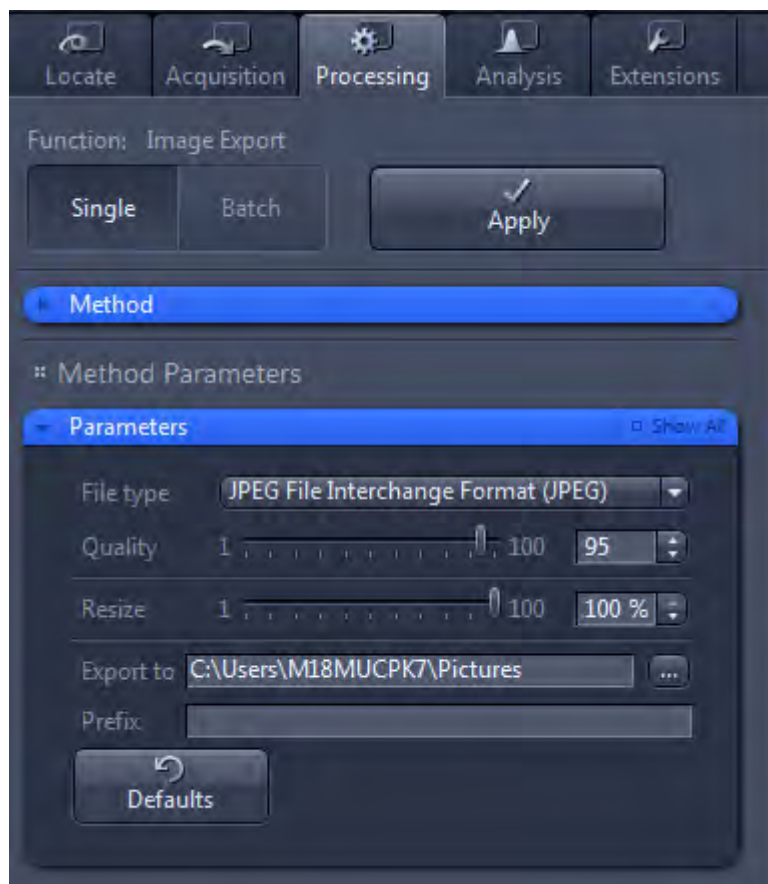 Locate Acquisition Processing Analysis Extensions
Function: Image Export
Single Batch Apply
Method
Method Parameters
Parameters Show All
File type JPEG File Interchange Format (JPEG)
Quality 1 100 95
Resize 1 100 100 %
Export to C:\Users\M18MUCPK7\Pictures ...
Prefix
Defaults